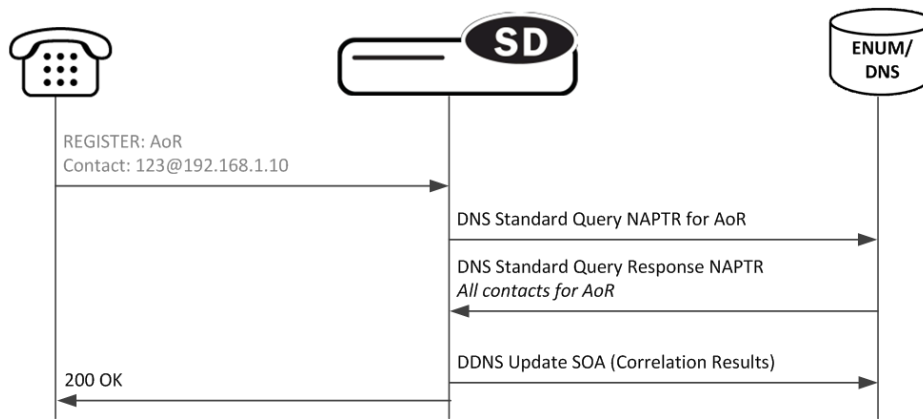 SD
ENUM/
DNS
REGISTER: AoR
Contact: 123@192.168.1.10
DNS Standard Query NAPTR for AoR
DNS Standard Query Response NAPTR
All contacts for AoR
DDNS Update SOA (Correlation Results)
200 OK